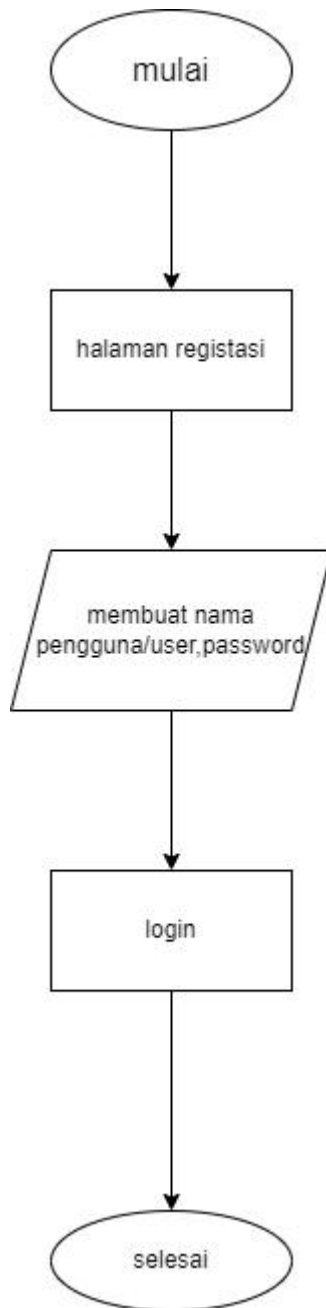 mulai
halaman registasi
membuat nama
pengguna/user,password
login
selesai